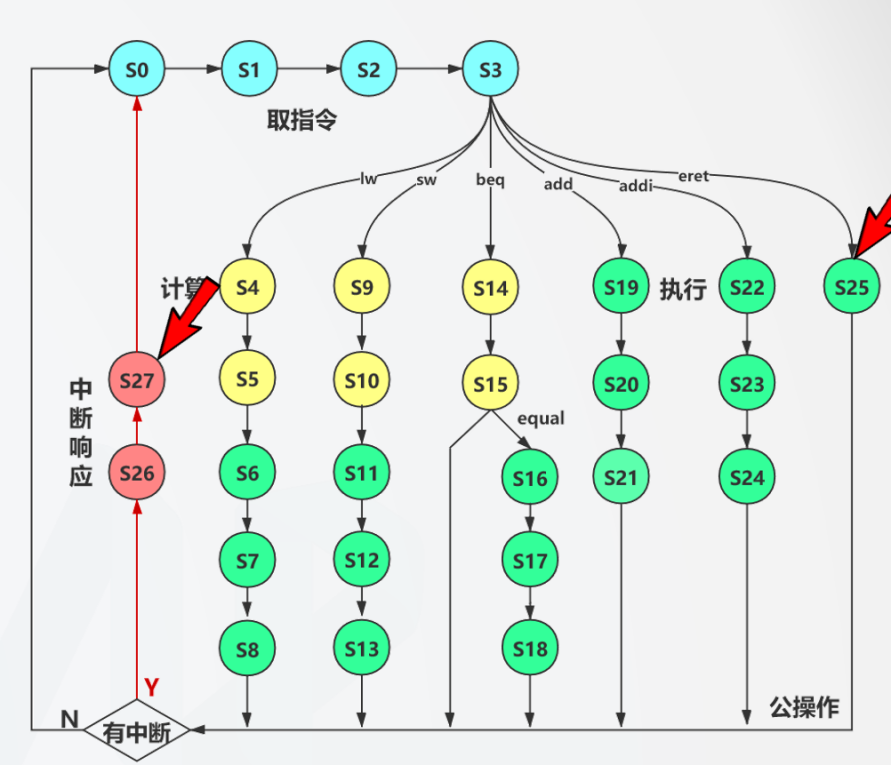 S0
S1
S2
S3
取指令
lw
sw
beq
add
addi
eret
计算
S4
S9
S14
S19
执行
S22
S25
中断响应
S27
S5
S10
S15
S20
S23
equal
S26
S6
S11
S16
S21
S24
S7
S12
S17
S8
S13
S18
Y
N
有中断
公操作